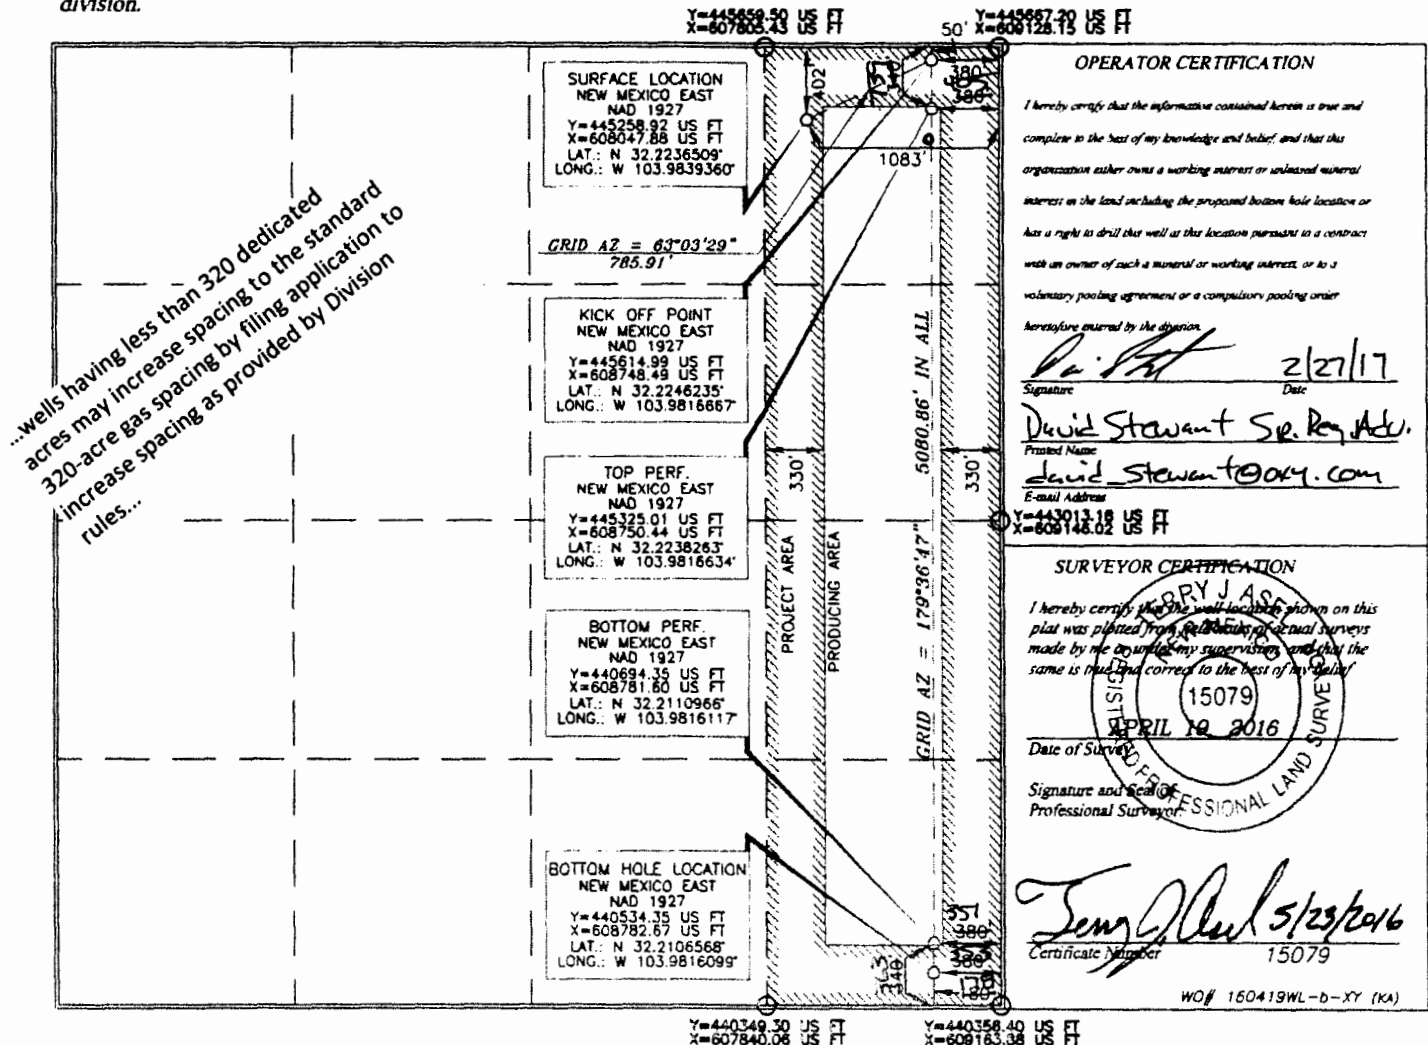 division.
Y=445659.50 US FT
X=607805.43 US FT
Y=445667.20 US FT
X=609128.15 US FT
50'
SURFACE LOCATION
NEW MEXICO EAST
NAD 1927
Y=445258.92 US FT
X=608047.88 US FT
LAT.: N 32.2236509°
LONG.: W 103.9839360°
402'
380
380
1083'
GRID AZ = 63°03'29"
785.91'
...wells having less than 320 dedicated
acres may increase spacing to the standard
320-acre gas spacing by filing application to
increase spacing as provided by Division
rules...
KICK OFF POINT
NEW MEXICO EAST
NAD 1927
Y=445614.99 US FT
X=608748.49 US FT
LAT.: N 32.2246235°
LONG.: W 103.9816667°
TOP PERF.
NEW MEXICO EAST
NAD 1927
Y=445325.01 US FT
X=608750.44 US FT
LAT.: N 32.2238263°
LONG.: W 103.9816634°
BOTTOM PERF.
NEW MEXICO EAST
NAD 1927
Y=440694.35 US FT
X=608781.60 US FT
LAT.: N 32.2110966°
LONG.: W 103.9816117°
BOTTOM HOLE LOCATION
NEW MEXICO EAST
NAD 1927
Y=440534.35 US FT
X=608782.67 US FT
LAT.: N 32.2106568°
LONG.: W 103.9816099°
330'
330'
PROJECT AREA
PRODUCING AREA
GRID AZ = 179°36'47"
5080.86' IN ALL
351
380
353
380
340
178
180
Y=440349.30 US FT
X=607840.06 US FT
Y=440358.40 US FT
X=609163.38 US FT
OPERATOR CERTIFICATION
I hereby certify that the information contained herein is true and
complete to the best of my knowledge and belief, and that this
organization either owns a working interest or unleased mineral
interest in the land including the proposed bottom hole location or
has a right to drill this well at this location pursuant to a contract
with an owner of such a mineral or working interest, or to a
voluntary pooling agreement or a compulsory pooling order
heretofore entered by the division.
2/27/17
Signature Date
David Stewart Sr. Reg. Adv.
Printed Name
david_stewart@oxy.com
E-mail Address
Y=443013.16 US FT
X=609146.02 US FT
SURVEYOR CERTIFICATION
I hereby certify that the well location shown on this
plat was plotted from field notes of actual surveys
made by me or under my supervision, and that the
same is true and correct to the best of my belief
TERRY J. ASEL
NEW MEXICO
15079
REGISTERED PROFESSIONAL LAND SURVEYOR
APRIL 19 2016
Date of Survey
Signature and Seal of
Professional Surveyor:
Terry J. Asel 5/23/2016
Certificate Number 15079
WO# 160419WL-b-XY (KA)